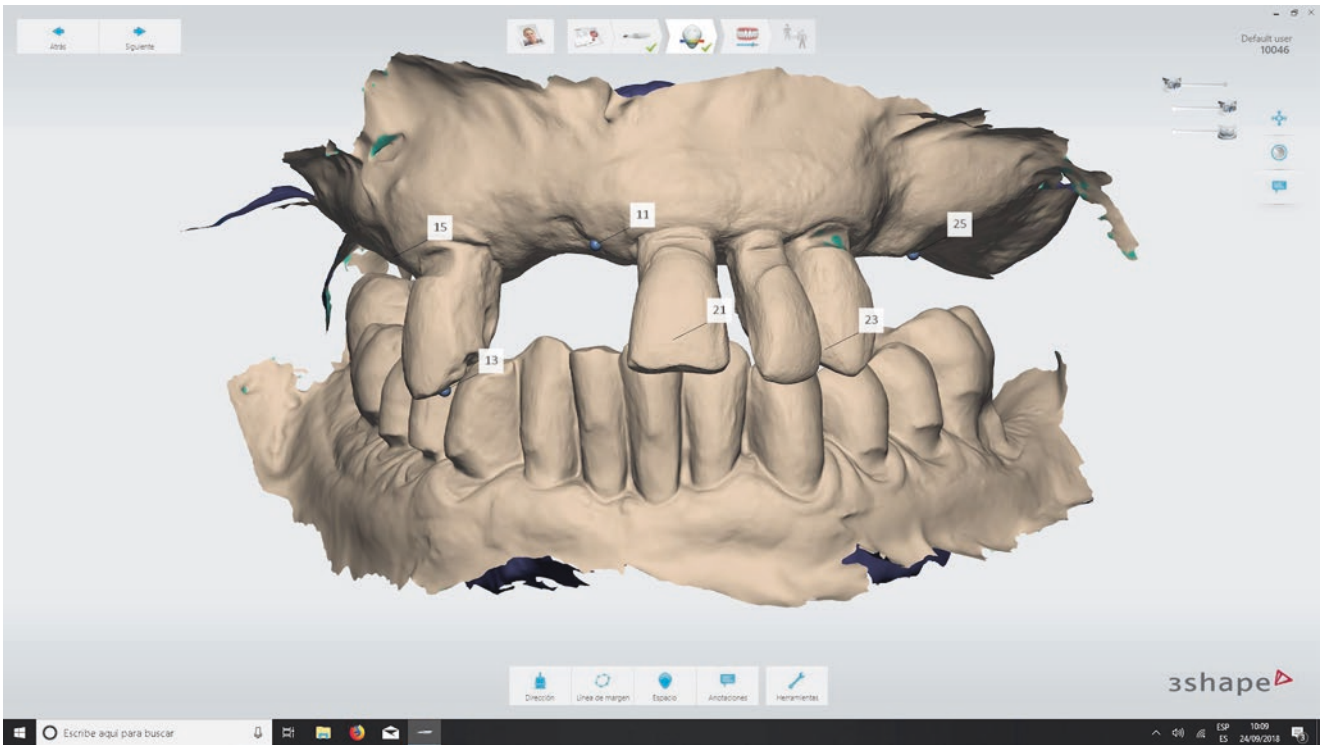 Atrás
Siguiente
Default user
10046
15
11
25
21
23
13
Dirección
Línea de margen
Espacio
Anotaciones
Herramientas
3shape
Escribe aquí para buscar
ESP
ES
10:09
24/09/2018
3